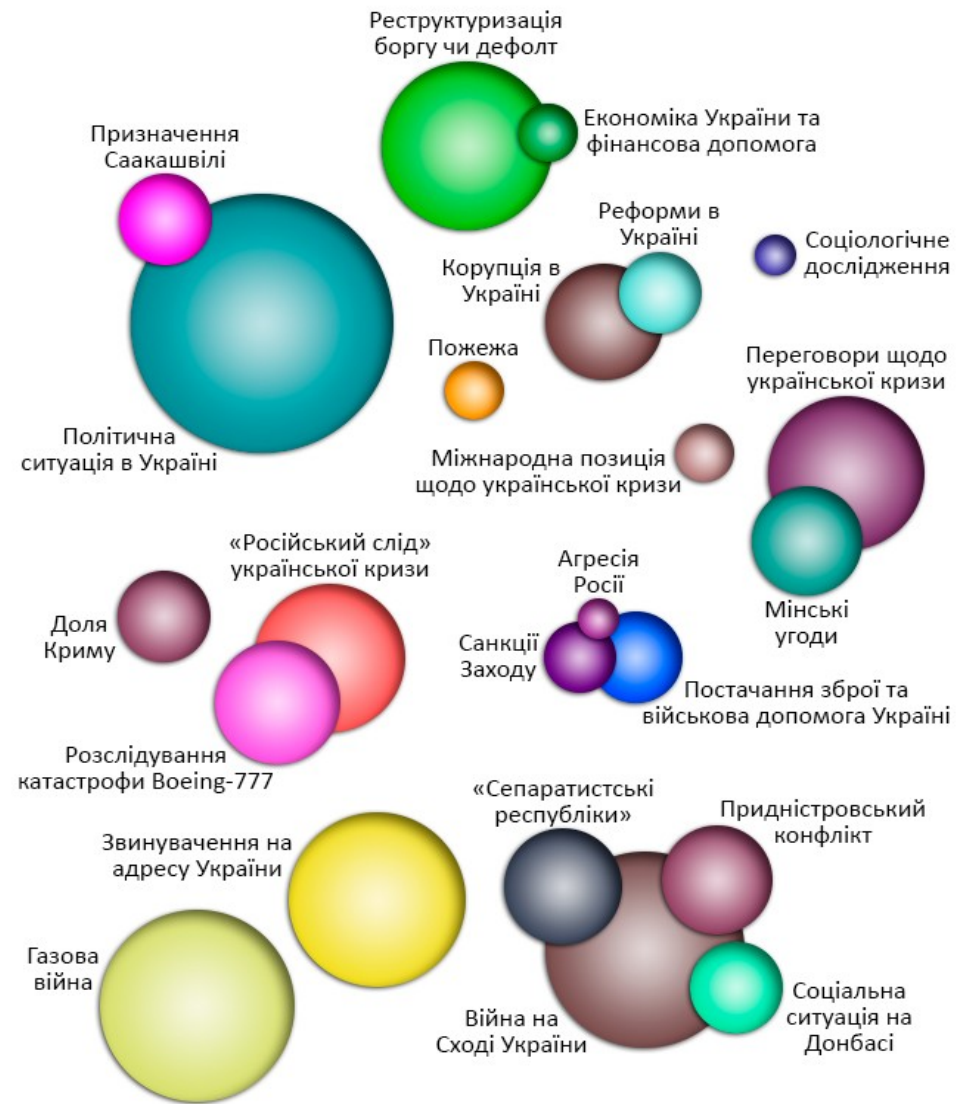 Реструктуризація
боргу чи дефолт
Економіка України та
фінансова допомога
Призначення
Саакашвілі
Реформи в
Україні
Соціологічне
дослідження
Корупція в
Україні
Пожежа
Переговори щодо
української кризи
Політична
ситуація в Україні
Міжнародна позиція
щодо української кризи
«Російський слід»
української кризи
Агресія
Росії
Мінські
угоди
Доля
Криму
Санкції
Заходу
Постачання зброї та
військова допомога Україні
Розслідування
катастрофи Boeing-777
«Сепаратистські
республіки»
Придністровський
конфлікт
Звинувачення на
адресу України
Газова
війна
Війна на
Сході України
Соціальна
ситуація на
Донбасі